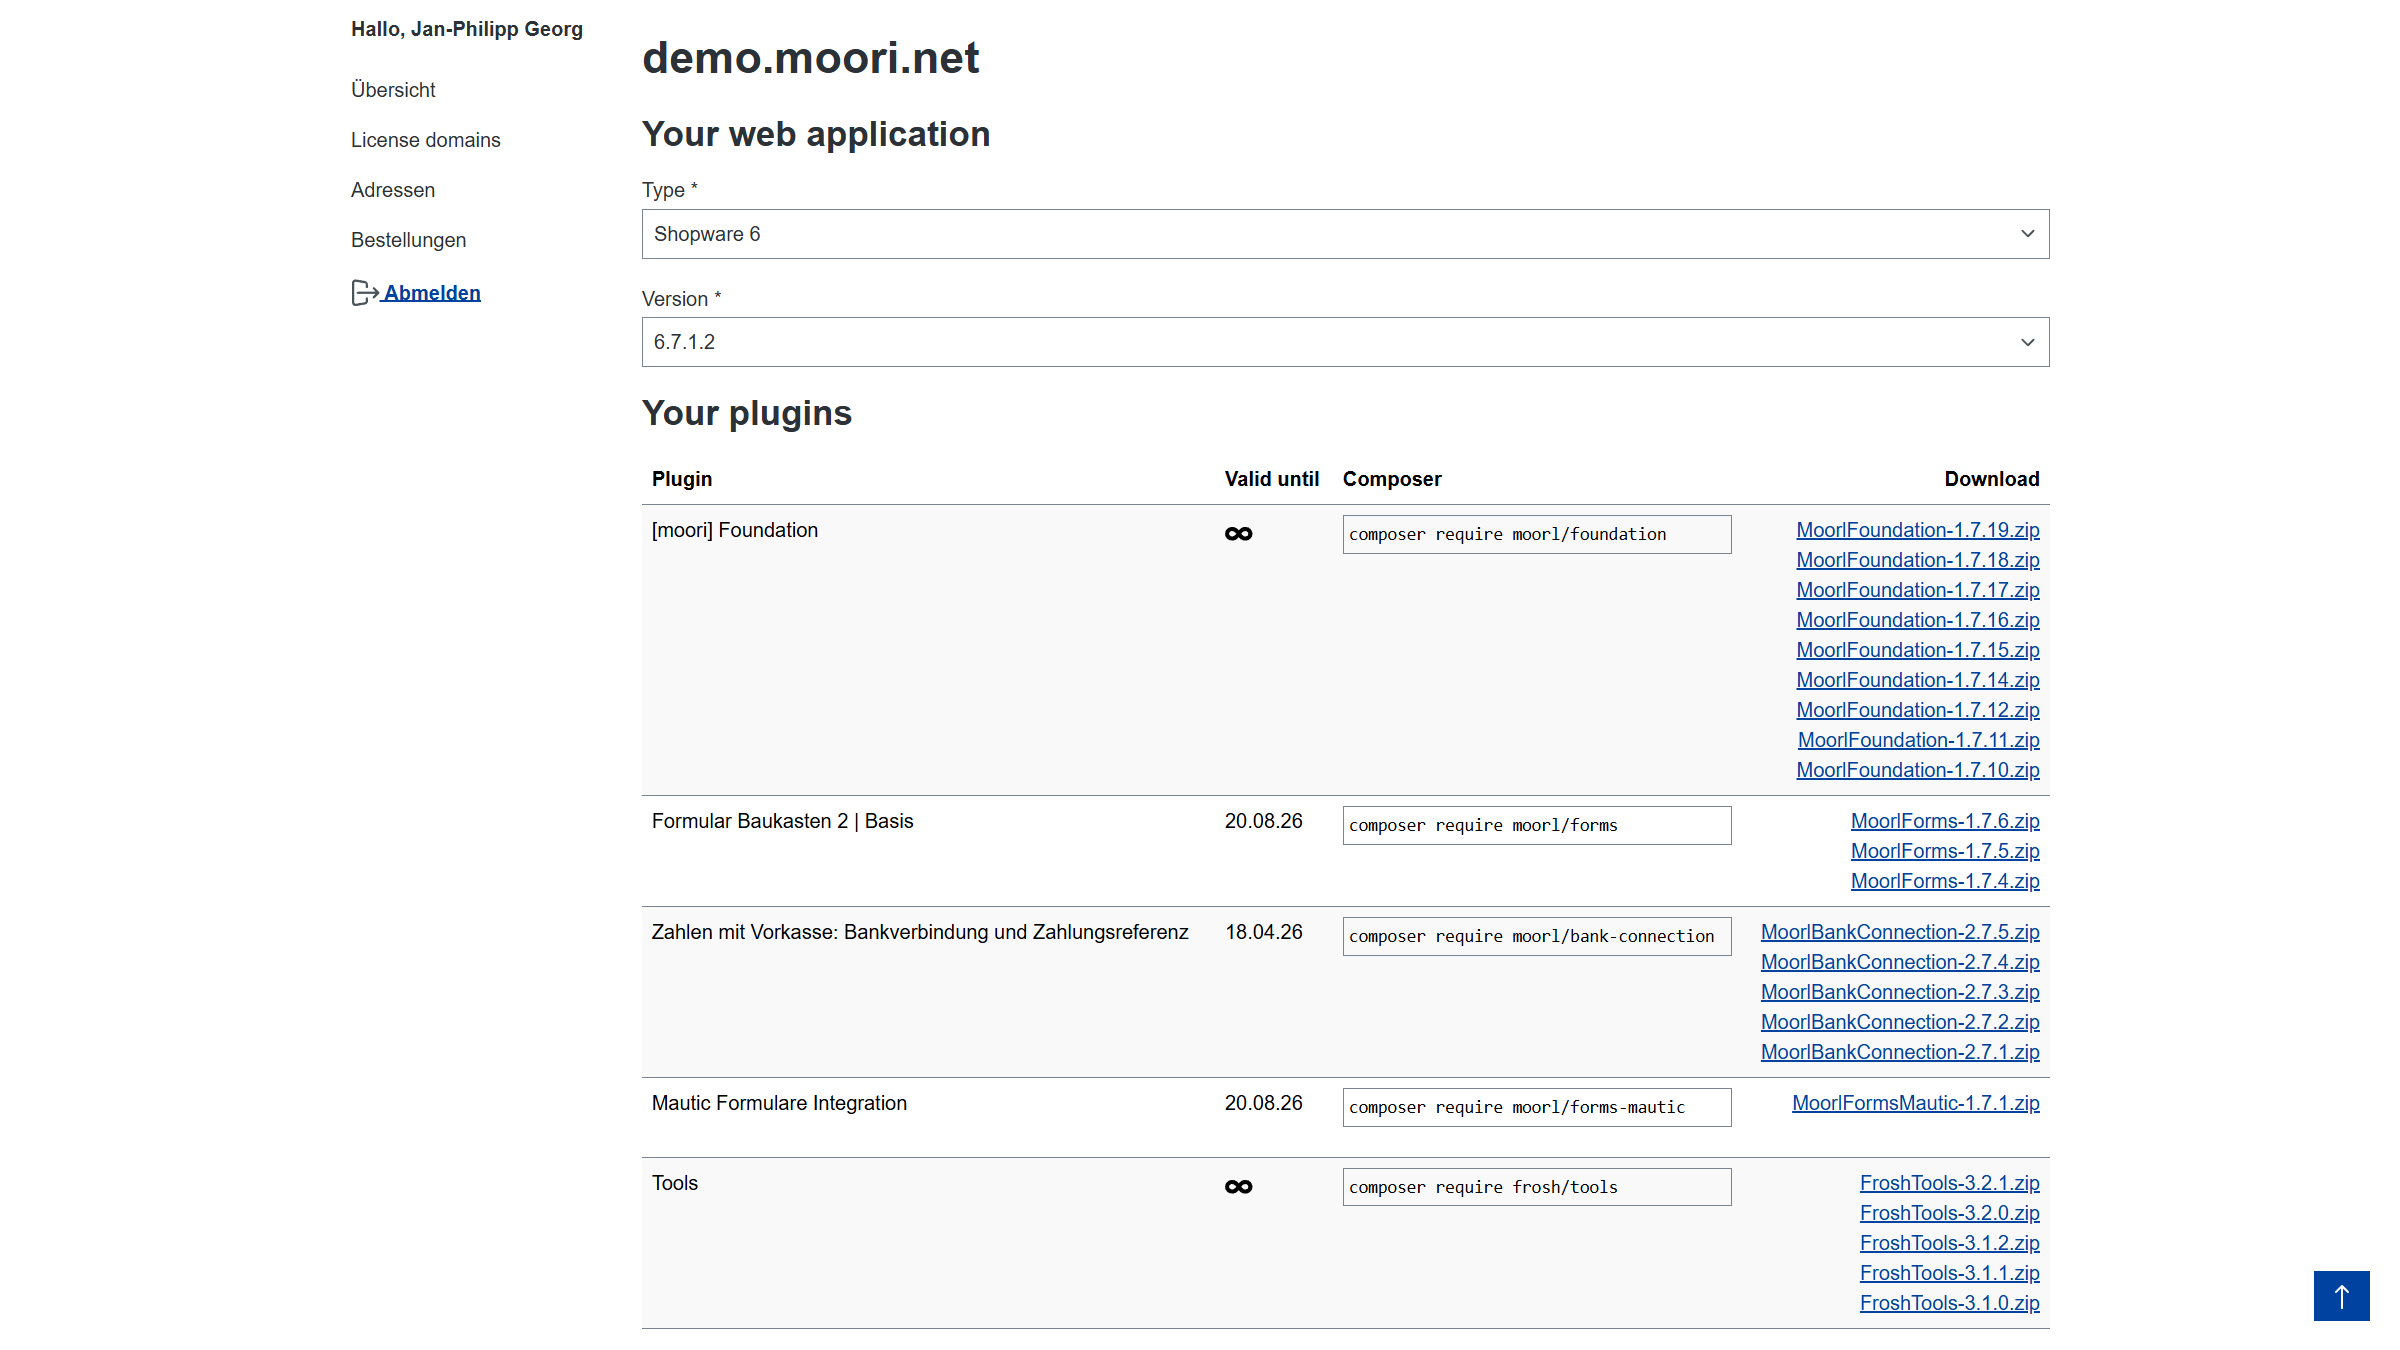 Hallo, Jan-Philipp Georg
Übersicht
License domains
Adressen
Bestellungen
Abmelden
demo.moori.net
Your web application
Type *
Shopware 6
Version *
6.7.1.2
Your plugins
Plugin Valid until Composer Download
[moori] Foundation ∞ composer require moorl/foundation MoorlFoundation-1.7.19.zip
MoorlFoundation-1.7.18.zip
MoorlFoundation-1.7.17.zip
MoorlFoundation-1.7.16.zip
MoorlFoundation-1.7.15.zip
MoorlFoundation-1.7.14.zip
MoorlFoundation-1.7.12.zip
MoorlFoundation-1.7.11.zip
MoorlFoundation-1.7.10.zip
Formular Baukasten 2 | Basis 20.08.26 composer require moorl/forms MoorlForms-1.7.6.zip
MoorlForms-1.7.5.zip
MoorlForms-1.7.4.zip
Zahlen mit Vorkasse: Bankverbindung und Zahlungsreferenz 18.04.26 composer require moorl/bank-connection MoorlBankConnection-2.7.5.zip
MoorlBankConnection-2.7.4.zip
MoorlBankConnection-2.7.3.zip
MoorlBankConnection-2.7.2.zip
MoorlBankConnection-2.7.1.zip
Mautic Formulare Integration 20.08.26 composer require moorl/forms-mautic MoorlFormsMautic-1.7.1.zip
Tools ∞ composer require frosh/tools FroshTools-3.2.1.zip
FroshTools-3.2.0.zip
FroshTools-3.1.2.zip
FroshTools-3.1.1.zip
FroshTools-3.1.0.zip